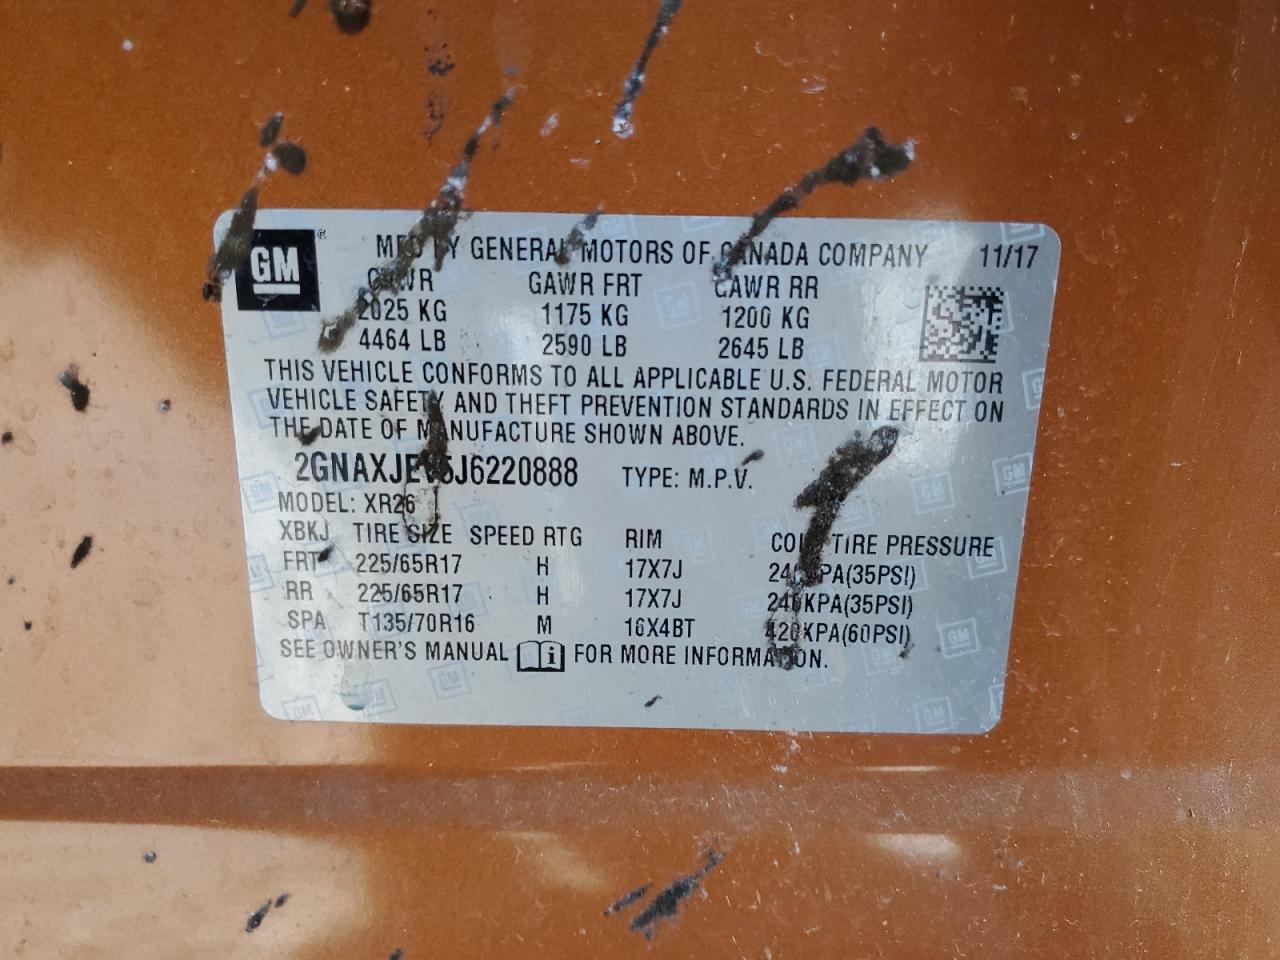 GM®
MFD BY GENERAL MOTORS OF CANADA COMPANY 11/17
GVWR GAWR FRT GAWR RR
2025 KG 1175 KG 1200 KG
4464 LB 2590 LB 2645 LB
THIS VEHICLE CONFORMS TO ALL APPLICABLE U.S. FEDERAL MOTOR
VEHICLE SAFETY AND THEFT PREVENTION STANDARDS IN EFFECT ON
THE DATE OF MANUFACTURE SHOWN ABOVE.
TYPE: M.P.V.
MODEL: XR26
XBKJ TIRE SIZE SPEED RTG RIM COLD TIRE PRESSURE
FRT 225/65R17 H 17X7J 240KPA(35PSI)
RR 225/65R17 H 17X7J 240KPA(35PSI)
SPA T135/70R16 M 16X4BT 420KPA(60PSI)
SEE OWNER'S MANUAL FOR MORE INFORMATION.